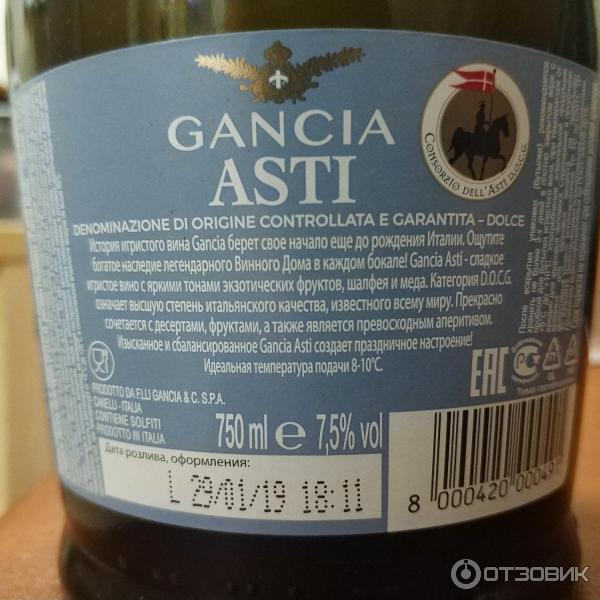 GANCIA
ASTI
CONSORZIO DELL'ASTI D.O.C.G.
DENOMINAZIONE DI ORIGINE CONTROLLATA E GARANTITA – DOLCE
История игристого вина Gancia берет свое начало еще до рождения Италии. Ощутите
богатое наследие легендарного Винного Дома в каждом бокале! Gancia Asti - сладкое
игристое вино с яркими тонами экзотических фруктов, шалфея и меда. Категория D.O.C.G.
означает высшую степень итальянского качества, известного всему миру. Прекрасно
сочетается с десертами, фруктами, а также является превосходным аперитивом.
Изысканное и сбалансированное Gancia Asti создает праздничное настроение!
Идеальная температура подачи 8-10°C.
PRODOTTO DA F.LLI GANCIA & C. S.P.A.
CANELLI - ITALIA
CONTIENE SOLFITI
PRODOTTO IN ITALIA
750 ml e 7,5% vol
EAC
Дата розлива, оформления:
L 29/01/19 18:11
8 000420 00049
ОТЗОВИК